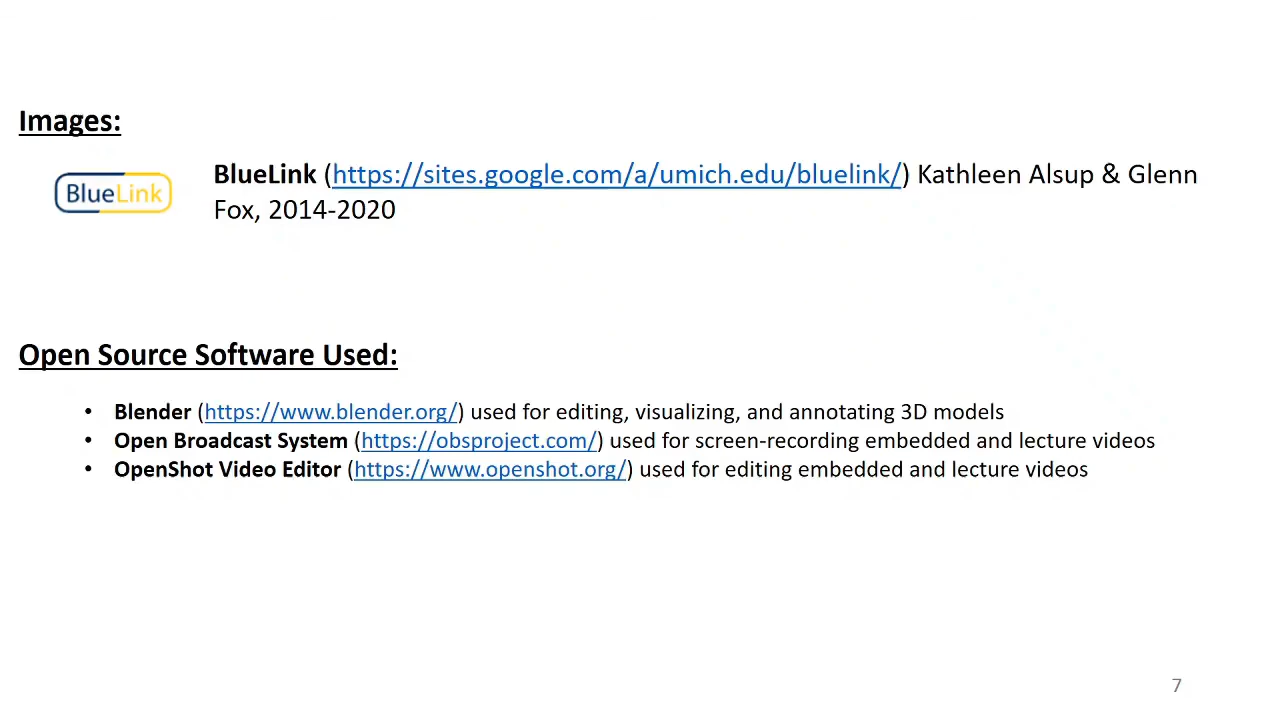 Images:
BlueLink
BlueLink (https://sites.google.com/a/umich.edu/bluelink/) Kathleen Alsup & Glenn
Fox, 2014-2020
Open Source Software Used:
• Blender (https://www.blender.org/) used for editing, visualizing, and annotating 3D models
• Open Broadcast System (https://obsproject.com/) used for screen-recording embedded and lecture videos
• OpenShot Video Editor (https://www.openshot.org/) used for editing embedded and lecture videos
7